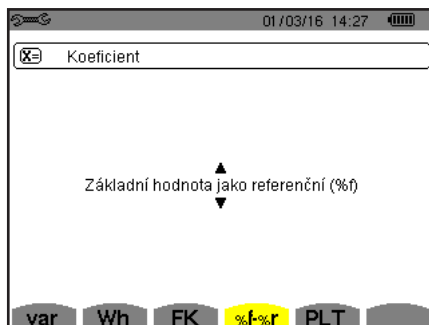 01/03/16 14:27
X= Koeficient
Základní hodnota jako referenční (%f)
var Wh FK %f-%r PLT